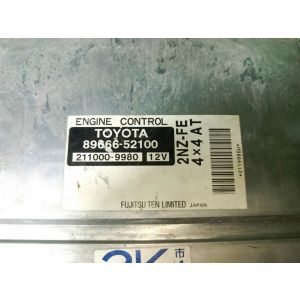 ENGINE CONTROL
TOYOTA
89666-52100
211000-9980 12V
2NZ-FE
4×4 AT
FUJITSU TEN LIMITED JAPAN